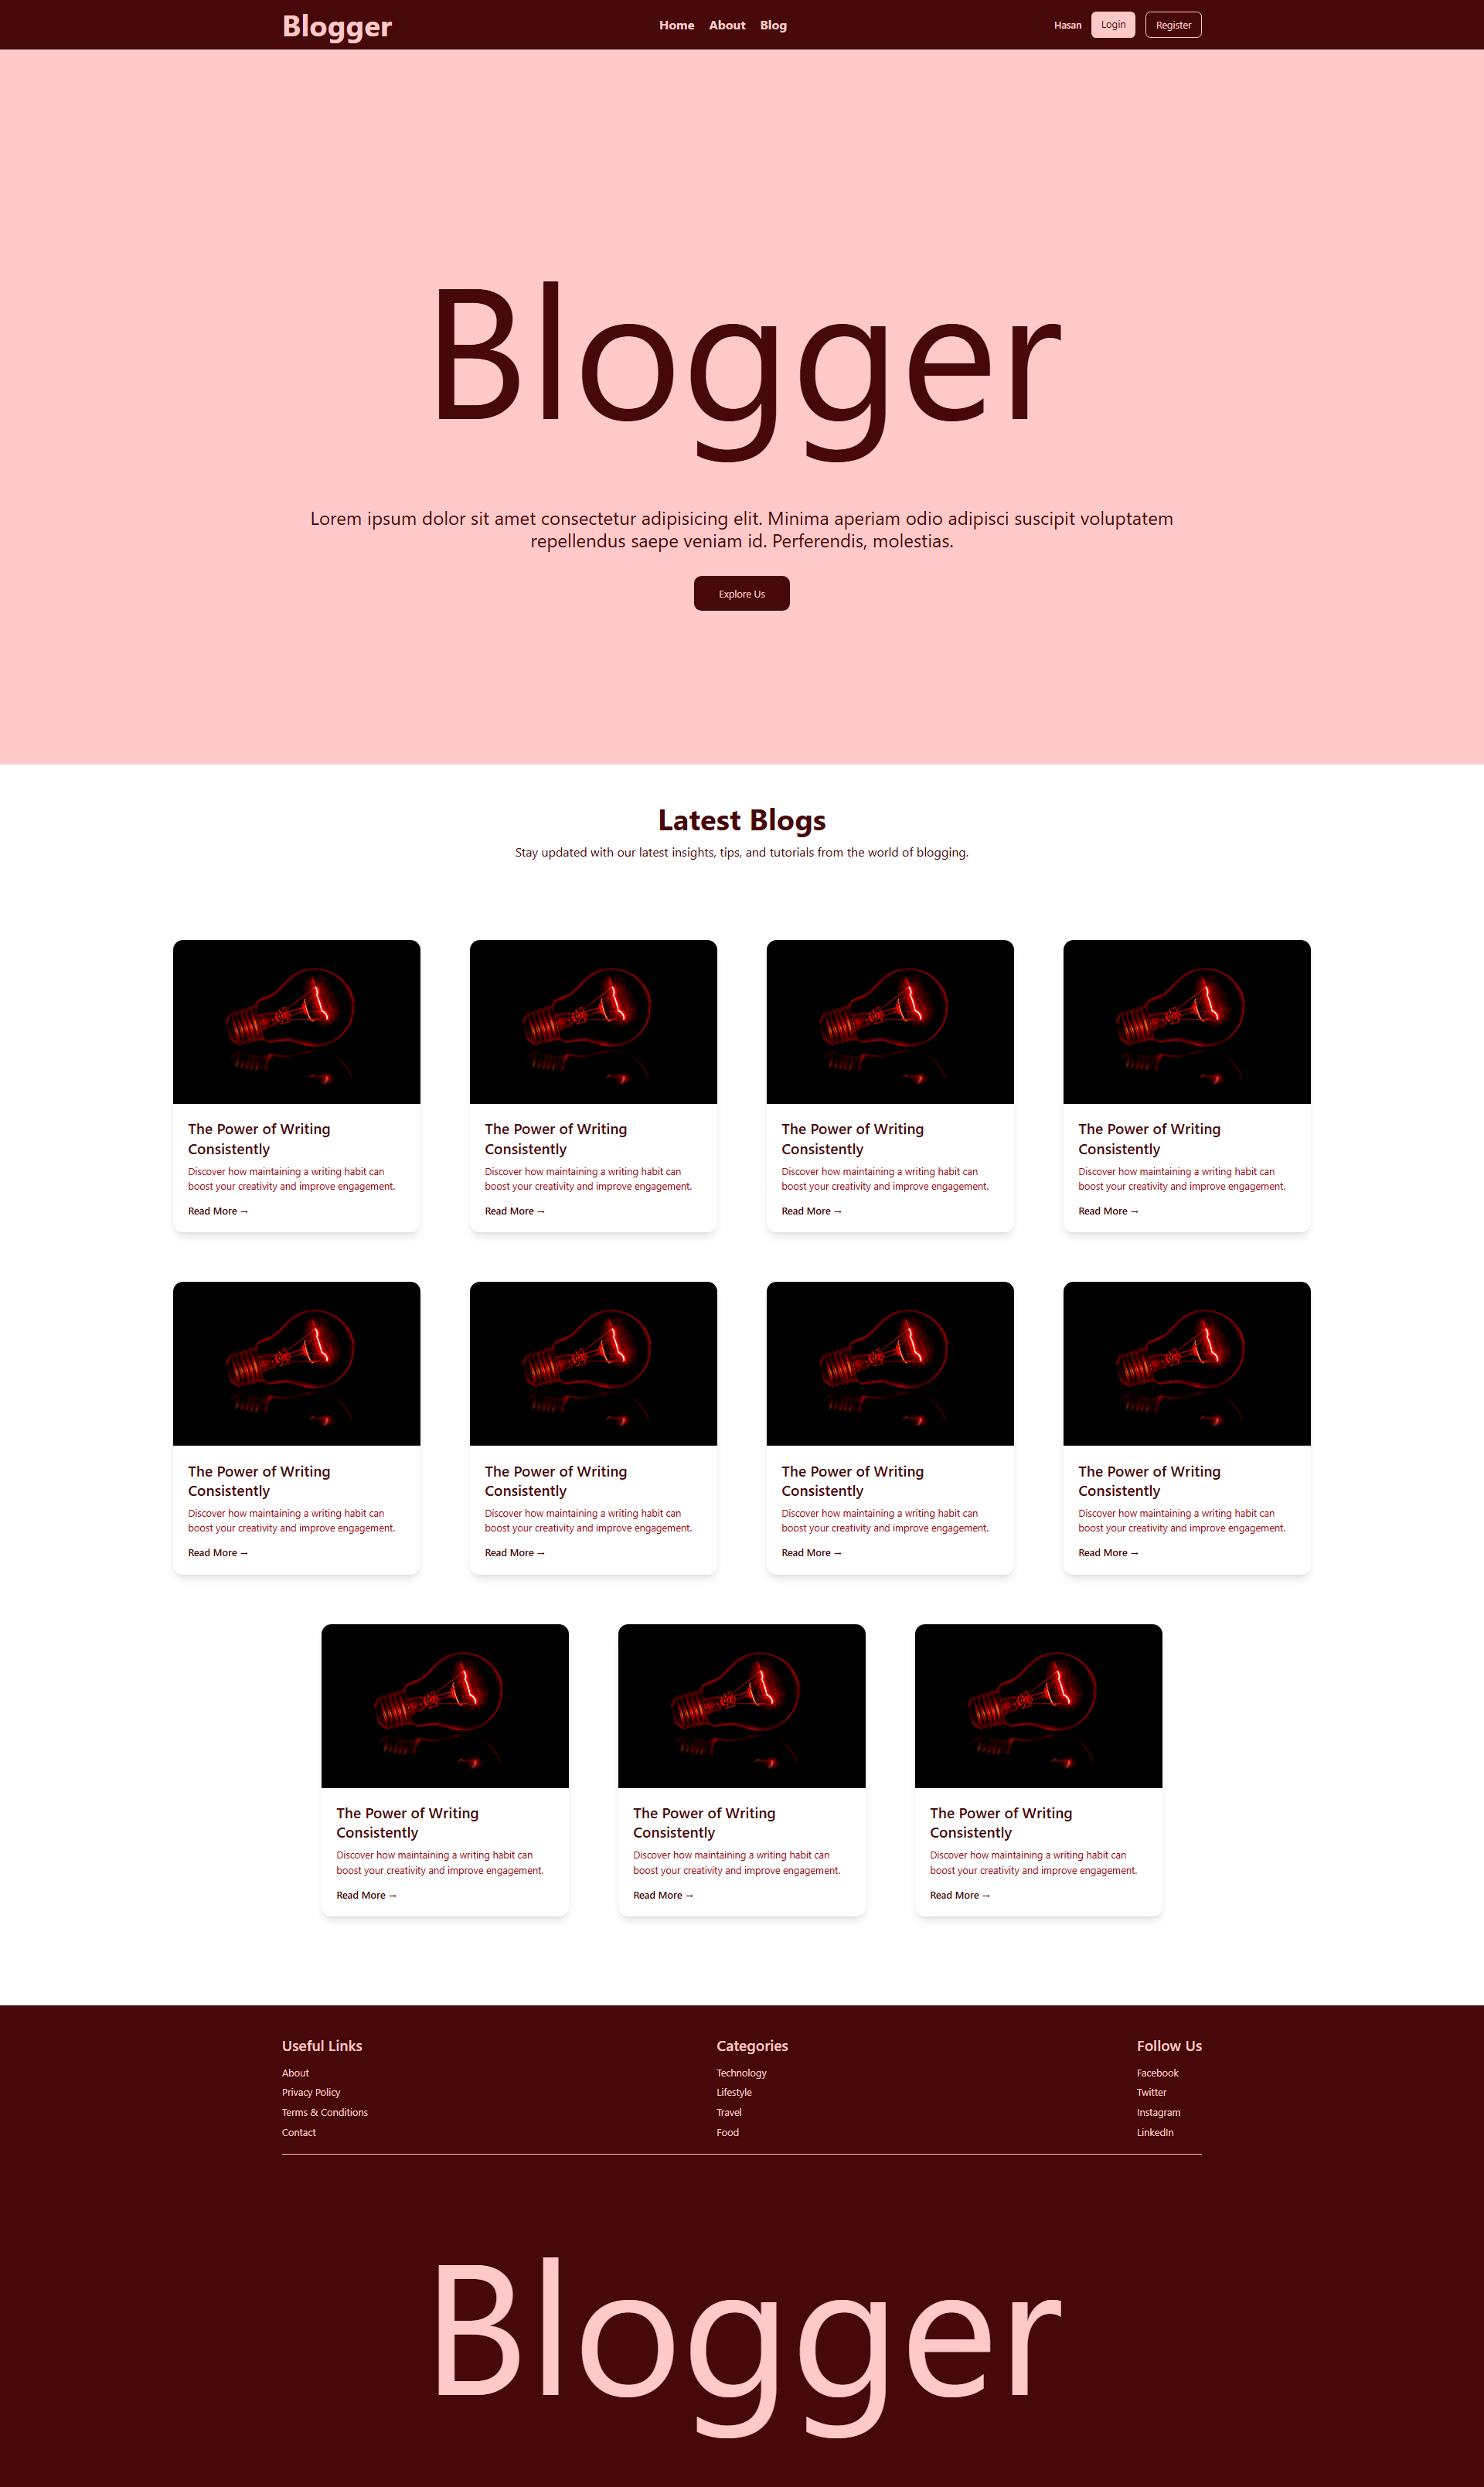 Blogger
Home About Blog
Hasan Login Register
Blogger
Lorem ipsum dolor sit amet consectetur adipisicing elit. Minima aperiam odio adipisci suscipit voluptatem
repellendus saepe veniam id. Perferendis, molestias.
Explore Us
Latest Blogs
Stay updated with our latest insights, tips, and tutorials from the world of blogging.
The Power of Writing
Consistently
Discover how maintaining a writing habit can
boost your creativity and improve engagement.
Read More →
The Power of Writing
Consistently
Discover how maintaining a writing habit can
boost your creativity and improve engagement.
Read More →
The Power of Writing
Consistently
Discover how maintaining a writing habit can
boost your creativity and improve engagement.
Read More →
The Power of Writing
Consistently
Discover how maintaining a writing habit can
boost your creativity and improve engagement.
Read More →
The Power of Writing
Consistently
Discover how maintaining a writing habit can
boost your creativity and improve engagement.
Read More →
The Power of Writing
Consistently
Discover how maintaining a writing habit can
boost your creativity and improve engagement.
Read More →
The Power of Writing
Consistently
Discover how maintaining a writing habit can
boost your creativity and improve engagement.
Read More →
The Power of Writing
Consistently
Discover how maintaining a writing habit can
boost your creativity and improve engagement.
Read More →
The Power of Writing
Consistently
Discover how maintaining a writing habit can
boost your creativity and improve engagement.
Read More →
The Power of Writing
Consistently
Discover how maintaining a writing habit can
boost your creativity and improve engagement.
Read More →
The Power of Writing
Consistently
Discover how maintaining a writing habit can
boost your creativity and improve engagement.
Read More →
Useful Links
About
Privacy Policy
Terms & Conditions
Contact
Categories
Technology
Lifestyle
Travel
Food
Follow Us
Facebook
Twitter
Instagram
LinkedIn
Blogger